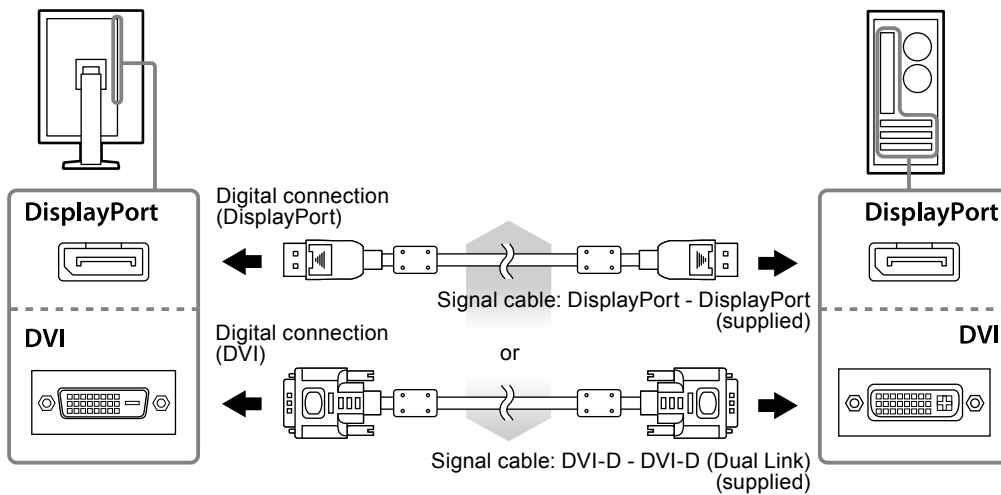 DisplayPort
Digital connection
(DisplayPort)
DisplayPort
Signal cable: DisplayPort - DisplayPort
(supplied)
DVI
Digital connection
(DVI)
or
DVI
Signal cable: DVI-D - DVI-D (Dual Link)
(supplied)